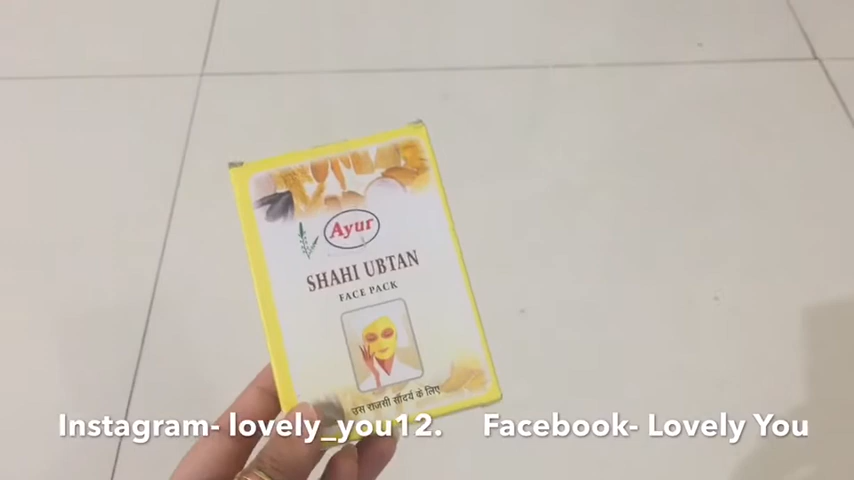 Ayur
SHAHI UBTAN
FACE PACK
उस राजसी सौंदर्य के लिए
Instagram- lovely_you12. Facebook- Lovely You